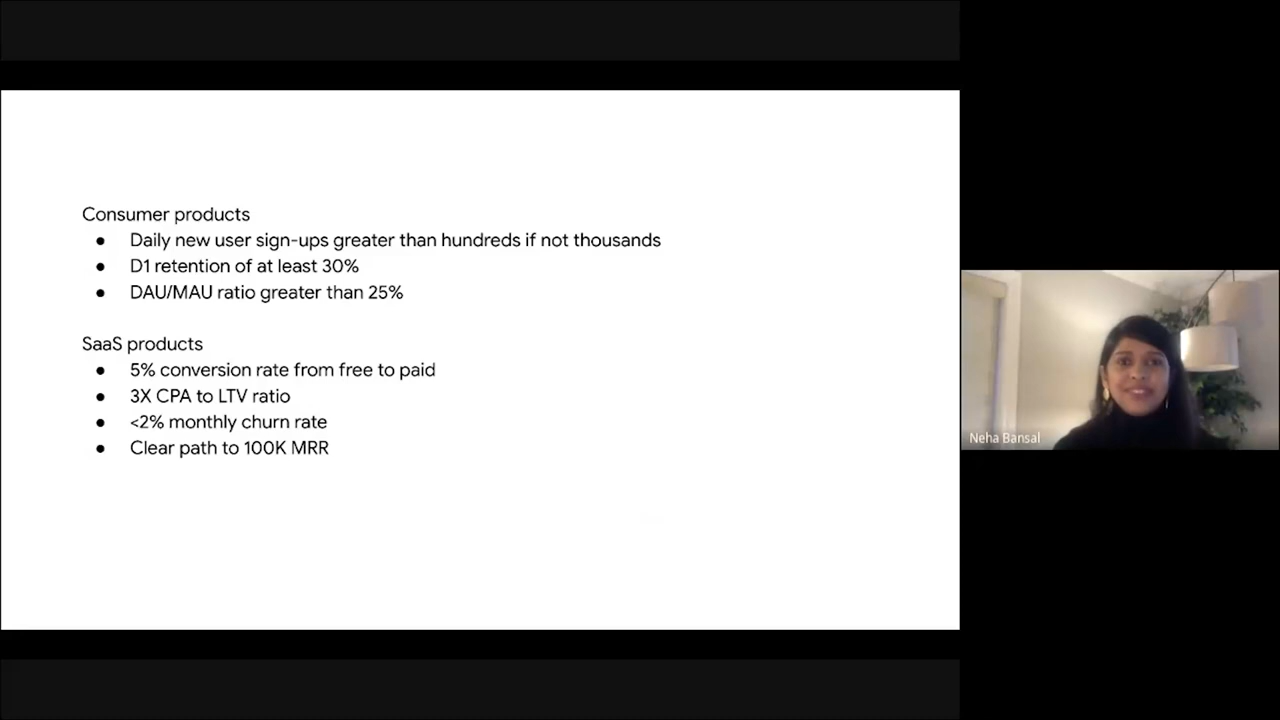 Consumer products
● Daily new user sign-ups greater than hundreds if not thousands
● D1 retention of at least 30%
● DAU/MAU ratio greater than 25%
SaaS products
● 5% conversion rate from free to paid
● 3X CPA to LTV ratio
● <2% monthly churn rate
● Clear path to 100K MRR
Neha Bansal